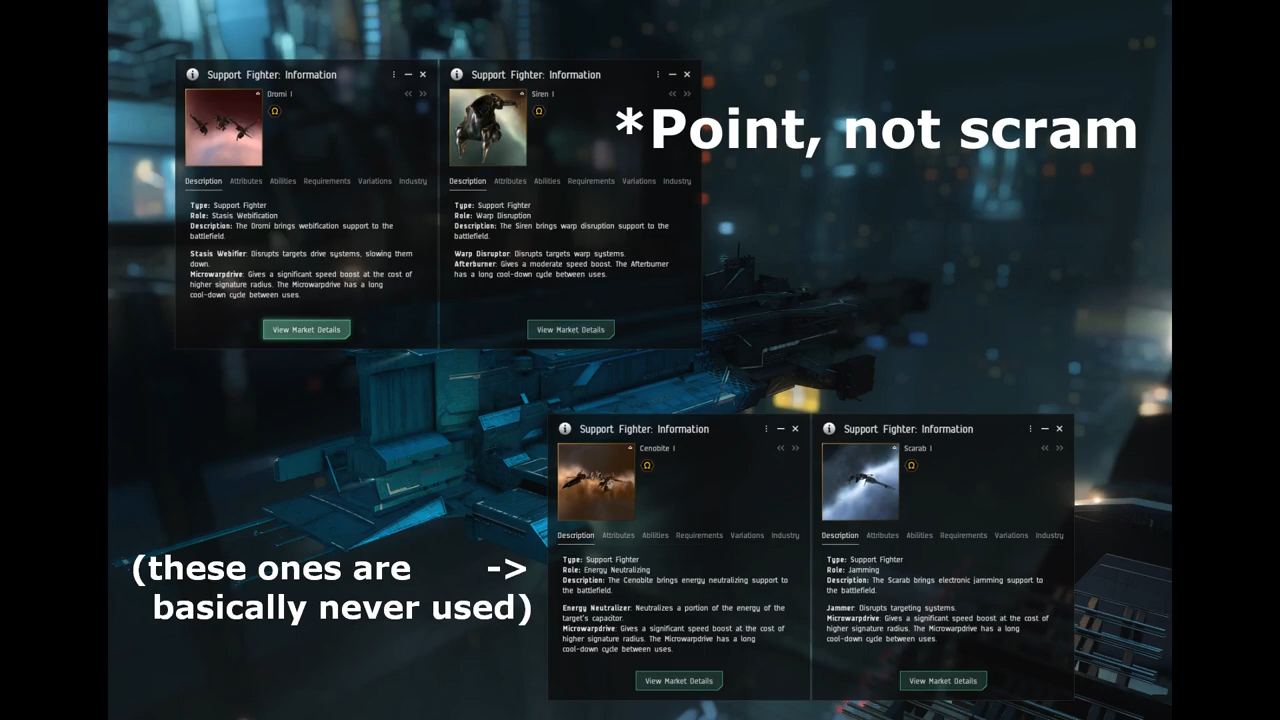 Support Fighter: Information
Dromi I
Description Attributes Abilities Requirements Variations Industry
Type: Support Fighter
Role: Stasis Webification
Description: The Dromi brings webification support to the
battlefield.
Stasis Webifier: Disrupts targets drive systems, slowing them
down.
Microwarpdrive: Gives a significant speed boost at the cost of
higher signature radius. The Microwarpdrive has a long
cool-down cycle between uses.
View Market Details
Support Fighter: Information
Siren I
Description Attributes Abilities Requirements Variations Industry
Type: Support Fighter
Role: Warp Disruption
Description: The Siren brings warp disruption support to the
battlefield.
Warp Disruptor: Disrupts targets warp systems.
Afterburner: Gives a moderate speed boost. The Afterburner
has a long cool-down cycle between uses.
View Market Details
*Point, not scram
(these ones are ->
basically never used)
Support Fighter: Information
Cenobite I
Description Attributes Abilities Requirements Variations Industry
Type: Support Fighter
Role: Energy Neutralizing
Description: The Cenobite brings energy neutralizing support to
the battlefield.
Energy Neutralizer: Neutralizes a portion of the energy of the
target's capacitor.
Microwarpdrive: Gives a significant speed boost at the cost of
higher signature radius. The Microwarpdrive has a long
cool-down cycle between uses.
View Market Details
Support Fighter: Information
Scarab I
Description Attributes Abilities Requirements Variations Industry
Type: Support Fighter
Role: Jamming
Description: The Scarab brings electronic jamming support to
the battlefield.
Jammer: Disrupts targeting systems.
Microwarpdrive: Gives a significant speed boost at the cost of
higher signature radius. The Microwarpdrive has a long
cool-down cycle between uses.
View Market Details